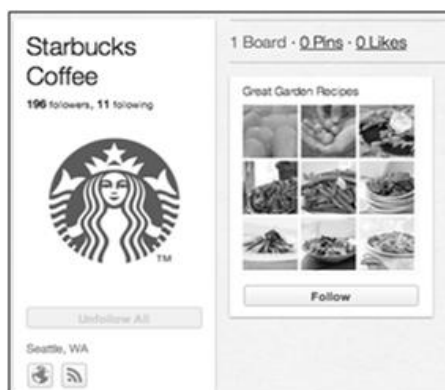 Starbucks
Coffee
196 followers, 11 following
TM
Unfollow All
Seattle, WA
1 Board · 0 Pins · 0 Likes
Great Garden Recipes
Follow